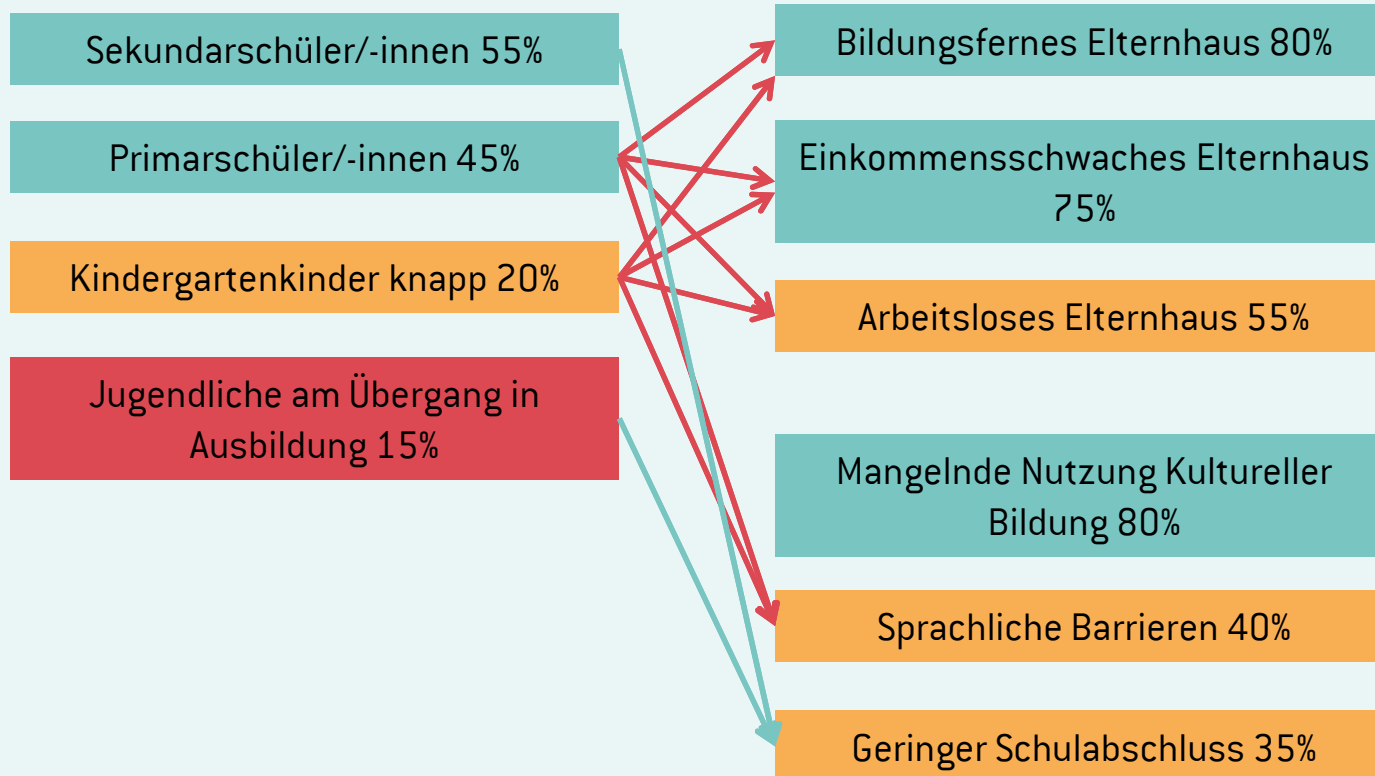 Sekundarschüler/-innen 55%
Primarschüler/-innen 45%
Kindergartenkinder knapp 20%
Jugendliche am Übergang in
Ausbildung 15%
Bildungsfernes Elternhaus 80%
Einkommensschwaches Elternhaus
75%
Arbeitsloses Elternhaus 55%
Mangelnde Nutzung Kultureller
Bildung 80%
Sprachliche Barrieren 40%
Geringer Schulabschluss 35%